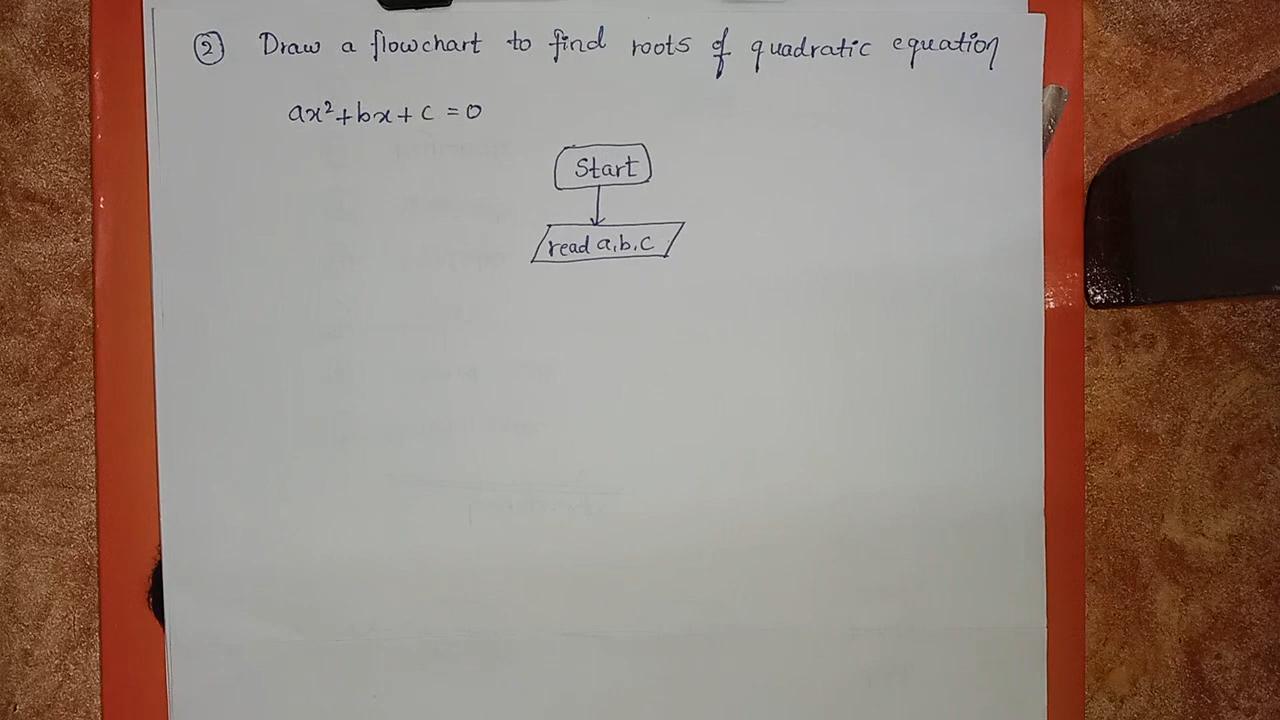 ② Draw a flowchart to find roots of quadratic equation
ax²+bx+c=0
Start
read a,b,c